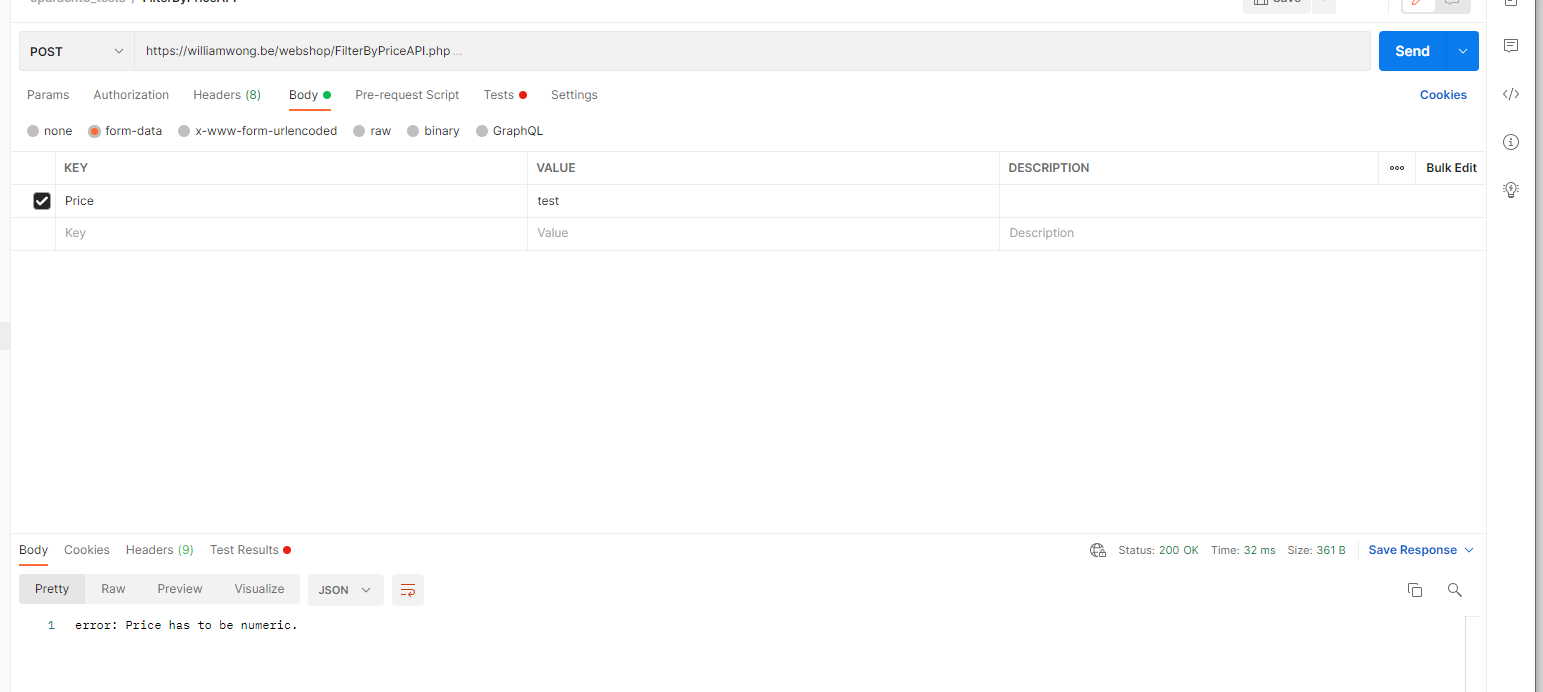 Save
POST https://williamwong.be/webshop/FilterByPriceAPI.php ... Send
Params Authorization Headers (8) Body Pre-request Script Tests Settings Cookies
none form-data x-www-form-urlencoded raw binary GraphQL
KEY VALUE DESCRIPTION ooo Bulk Edit
Price test
Key Value Description
Body Cookies Headers (9) Test Results Status: 200 OK Time: 32 ms Size: 361 B Save Response
Pretty Raw Preview Visualize JSON
1 error: Price has to be numeric.